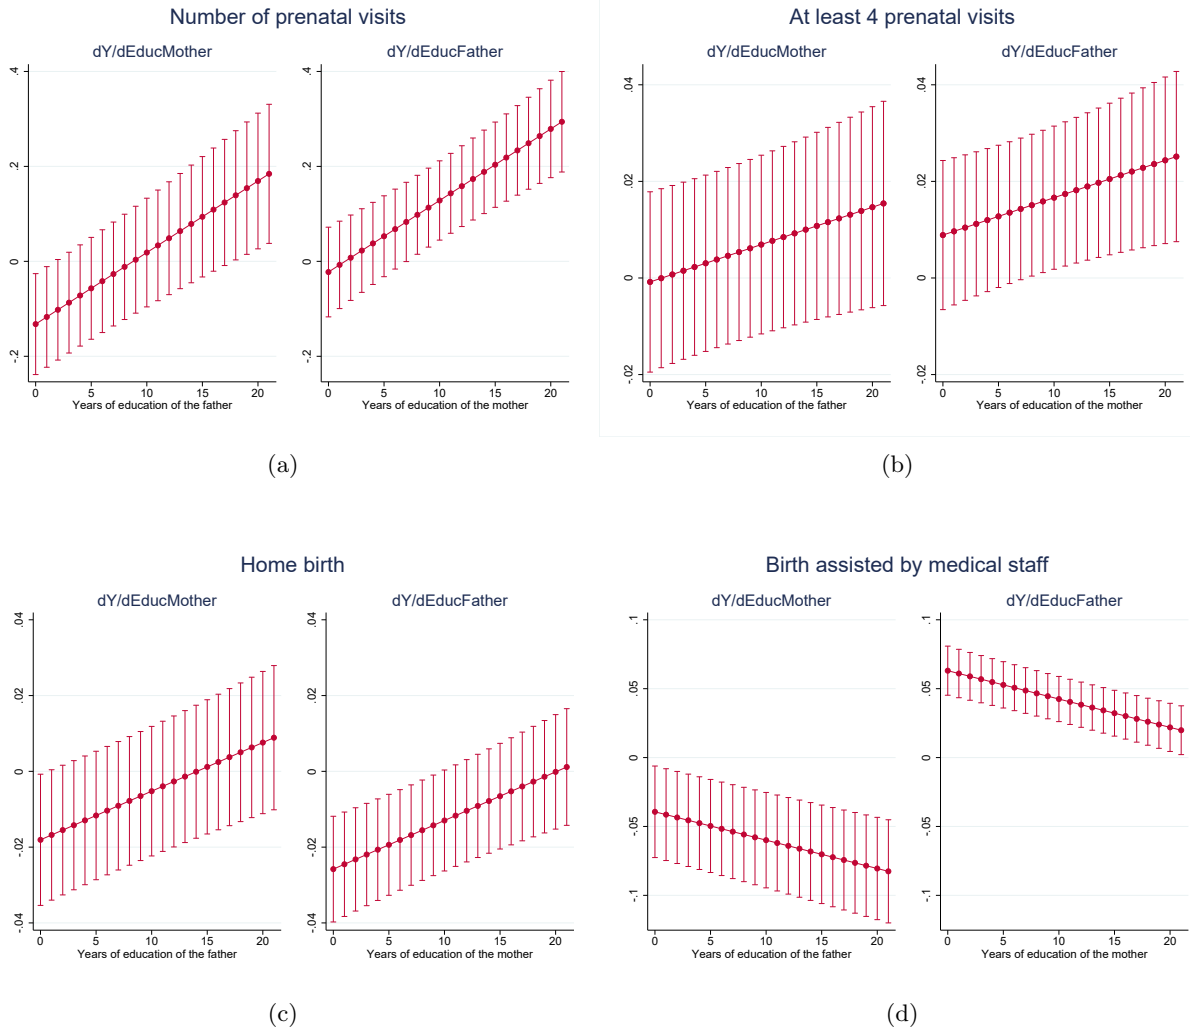 Number of prenatal visits
dY/dEducMother
dY/dEducFather
.4
.2
0
-.2
0 5 10 15 20
Years of education of the father
.4
.2
0
-.2
0 5 10 15 20
Years of education of the mother
(a)
At least 4 prenatal visits
dY/dEducMother
dY/dEducFather
.04
.02
0
-.02
0 5 10 15 20
Years of education of the father
.04
.02
0
-.02
0 5 10 15 20
Years of education of the mother
(b)
Home birth
dY/dEducMother
dY/dEducFather
.04
.02
0
-.02
-.04
0 5 10 15 20
Years of education of the father
.04
.02
0
-.02
-.04
0 5 10 15 20
Years of education of the mother
(c)
Birth assisted by medical staff
dY/dEducMother
dY/dEducFather
.1
.05
0
-.05
-.1
0 5 10 15 20
Years of education of the father
.1
.05
0
-.05
-.1
0 5 10 15 20
Years of education of the mother
(d)